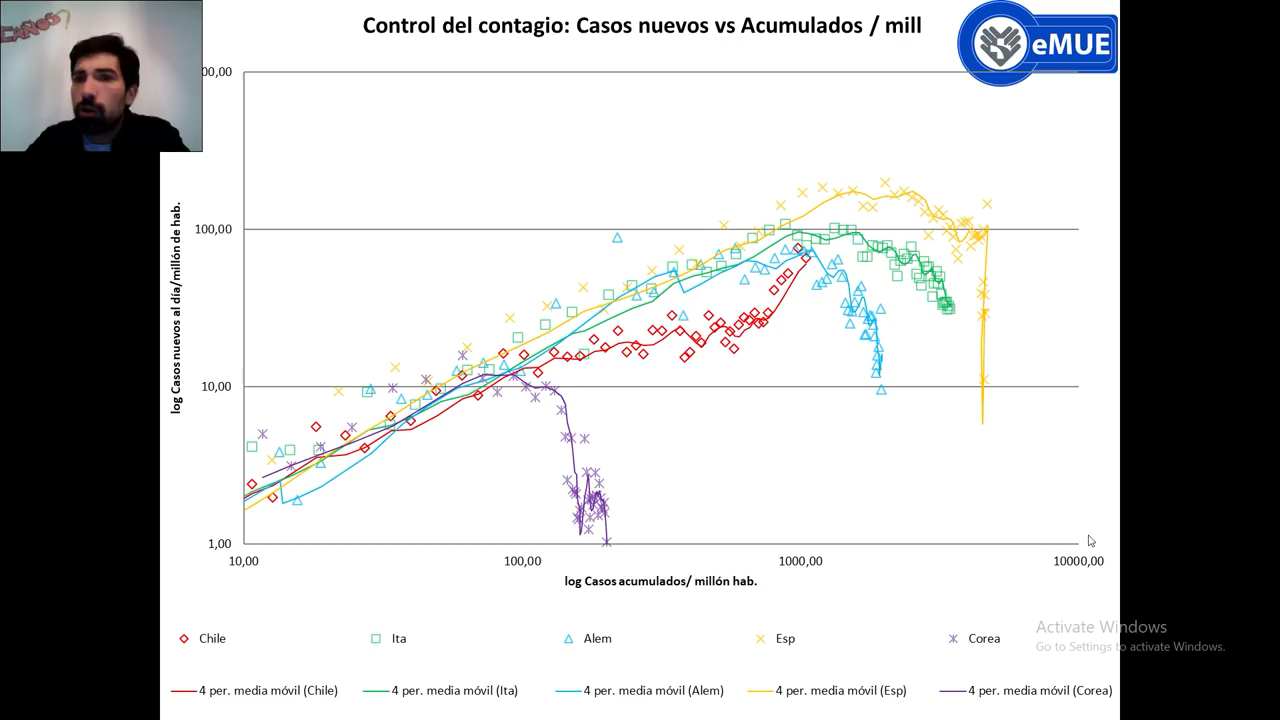 CAÑOS
Control del contagio: Casos nuevos vs Acumulados / mill
eMUE
00,00
100,00
10,00
1,00
log Casos nuevos al día/millón de hab.
10,00
100,00
1000,00
10000,00
log Casos acumulados/ millón hab.
Chile
Ita
Alem
Esp
Corea
4 per. media móvil (Chile)
4 per. media móvil (Ita)
4 per. media móvil (Alem)
4 per. media móvil (Esp)
4 per. media móvil (Corea)
Activate Windows
Go to Settings to activate Windows.